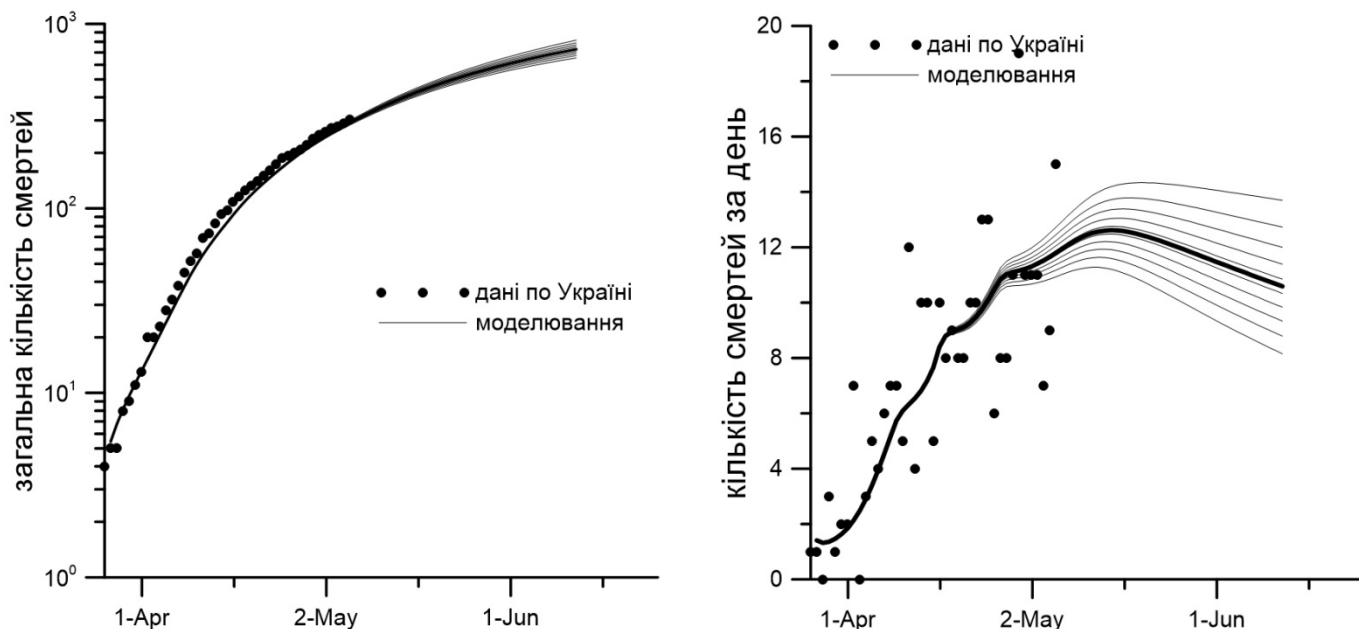 загальна кількість смертей
10³
10²
10¹
10⁰
дані по Україні
моделювання
1-Apr
2-May
1-Jun
кількість смертей за день
20
16
12
8
4
0
дані по Україні
моделювання
1-Apr
2-May
1-Jun